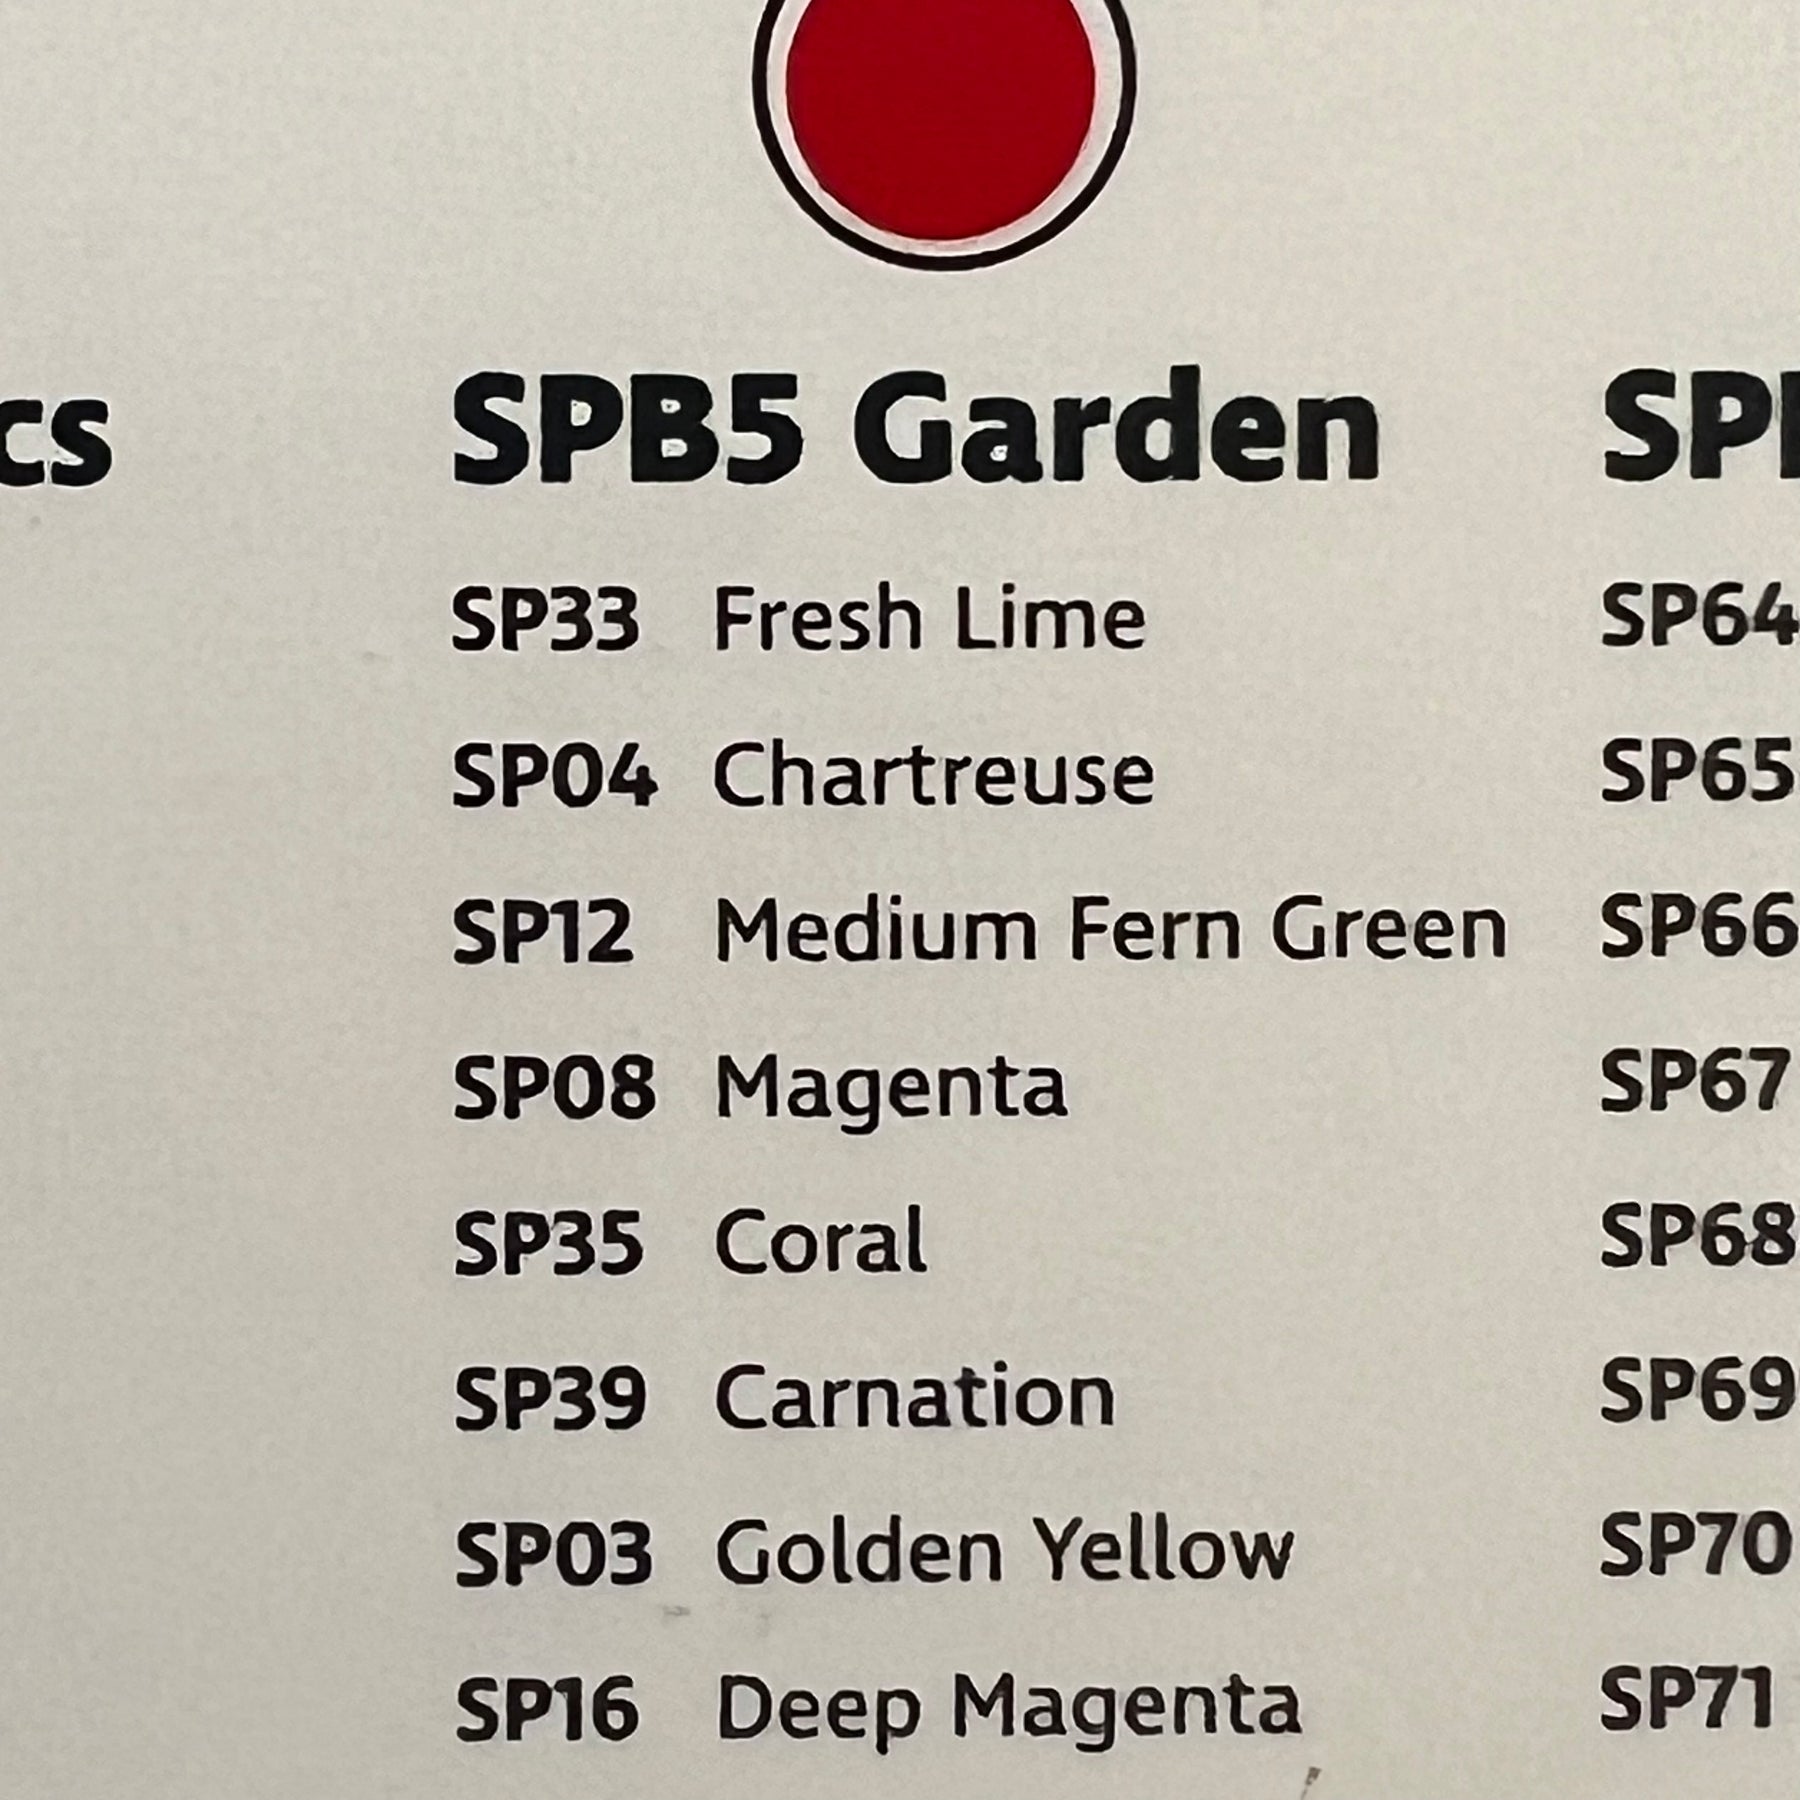 cs
SPB5 Garden
SP33 Fresh Lime
SP04 Chartreuse
SP12 Medium Fern Green
SP08 Magenta
SP35 Coral
SP39 Carnation
SP03 Golden Yellow
SP16 Deep Magenta
SP
SP64
SP65
SP66
SP67
SP68
SP69
SP70
SP71